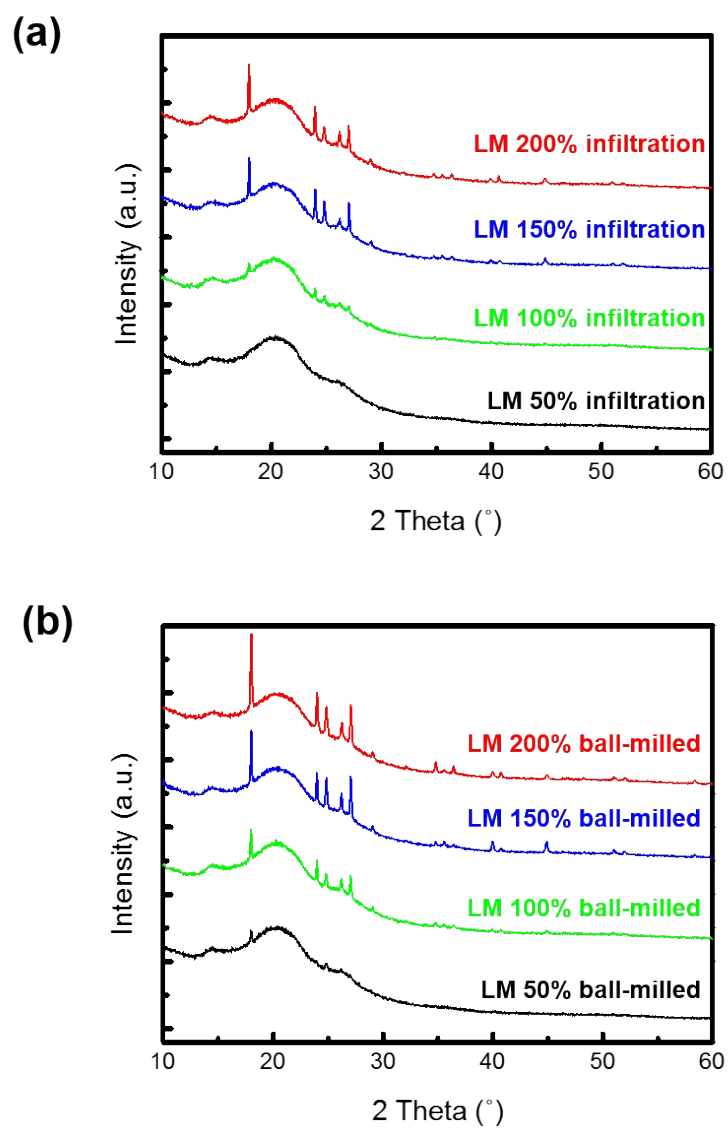 (a)
Intensity (a.u.)
LM 200% infiltration
LM 150% infiltration
LM 100% infiltration
LM 50% infiltration
10 20 30 40 50 60
2 Theta (°)
(b)
Intensity (a.u.)
LM 200% ball-milled
LM 150% ball-milled
LM 100% ball-milled
LM 50% ball-milled
10 20 30 40 50 60
2 Theta (°)